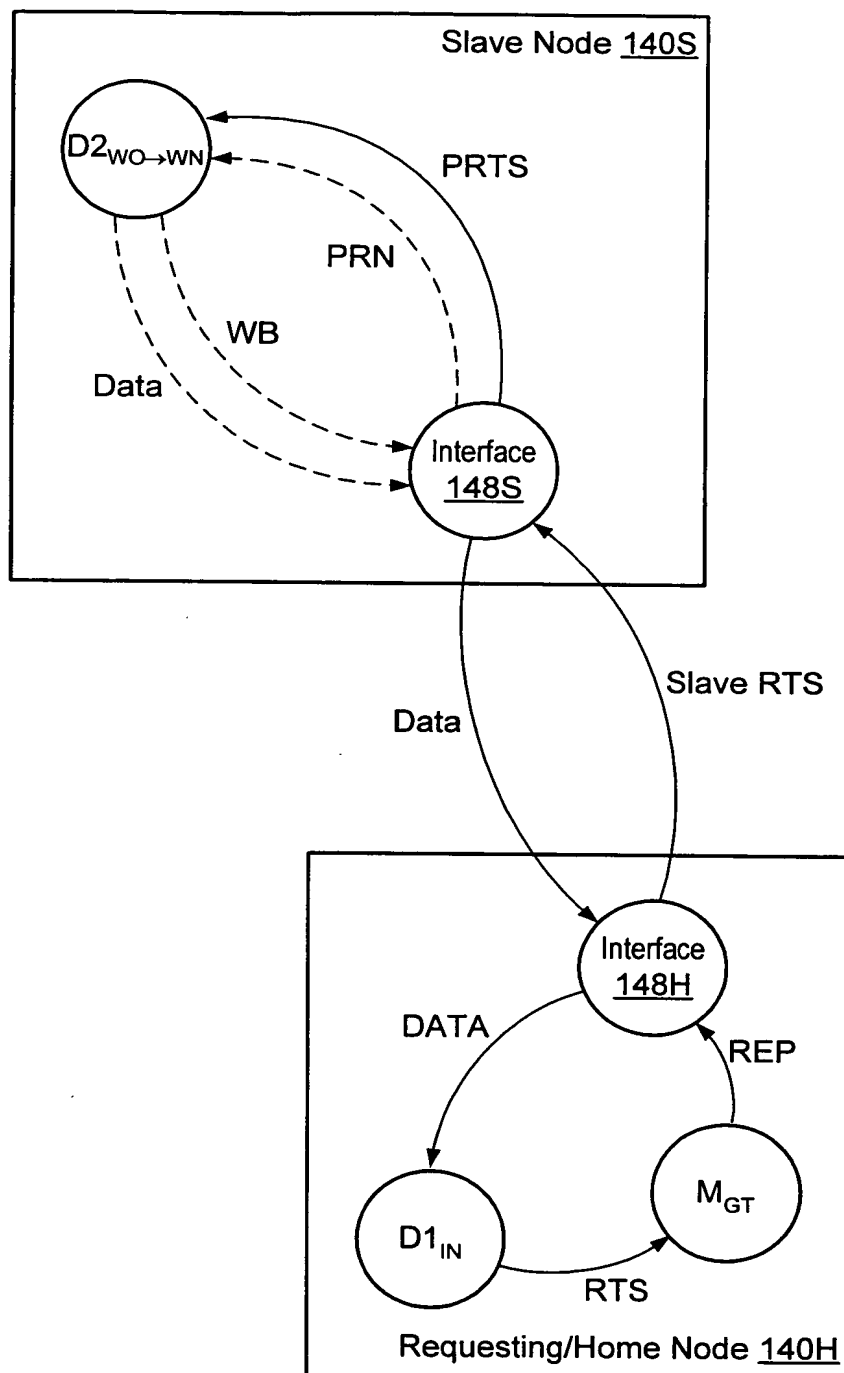 Slave Node 140S
D2WO→WN
PRTS
PRN
WB
Data
Interface
148S
Slave RTS
Data
Interface
148H
DATA
REP
MGT
D1IN
RTS
Requesting/Home Node 140H